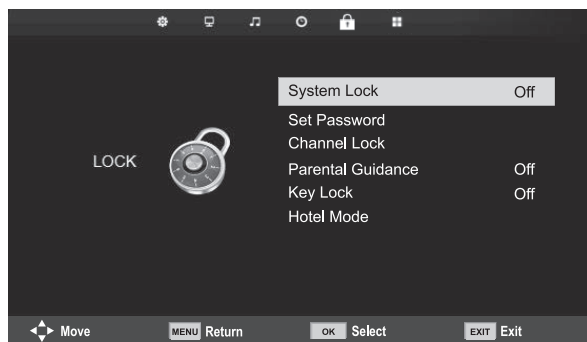 LOCK
System Lock Off
Set Password
Channel Lock
Parental Guidance Off
Key Lock Off
Hotel Mode
Move MENU Return OK Select EXIT Exit